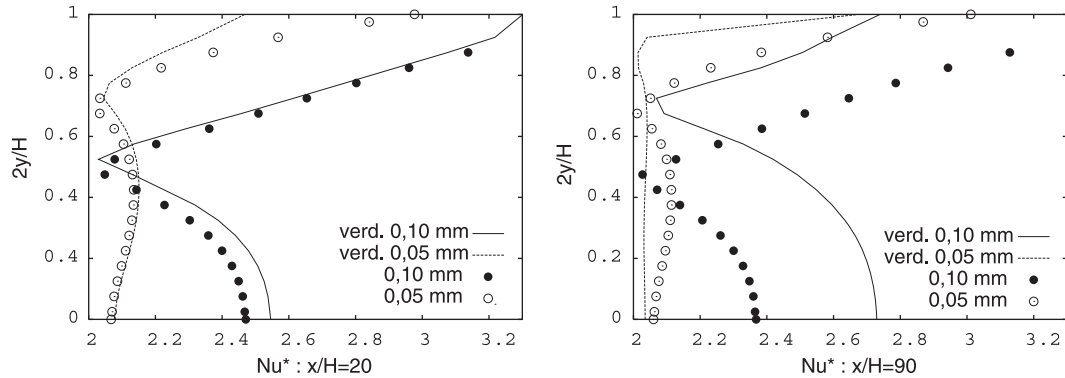 1
0.8
0.6
0.4
0.2
0
2y/H
verd. 0,10 mm
verd. 0,05 mm
0,10 mm
0,05 mm
2 2.2 2.4 2.6 2.8 3 3.2
Nu* : x/H=20
1
0.8
0.6
0.4
0.2
0
2y/H
verd. 0,10 mm
verd. 0,05 mm
0,10 mm
0,05 mm
2 2.2 2.4 2.6 2.8 3 3.2
Nu* : x/H=90